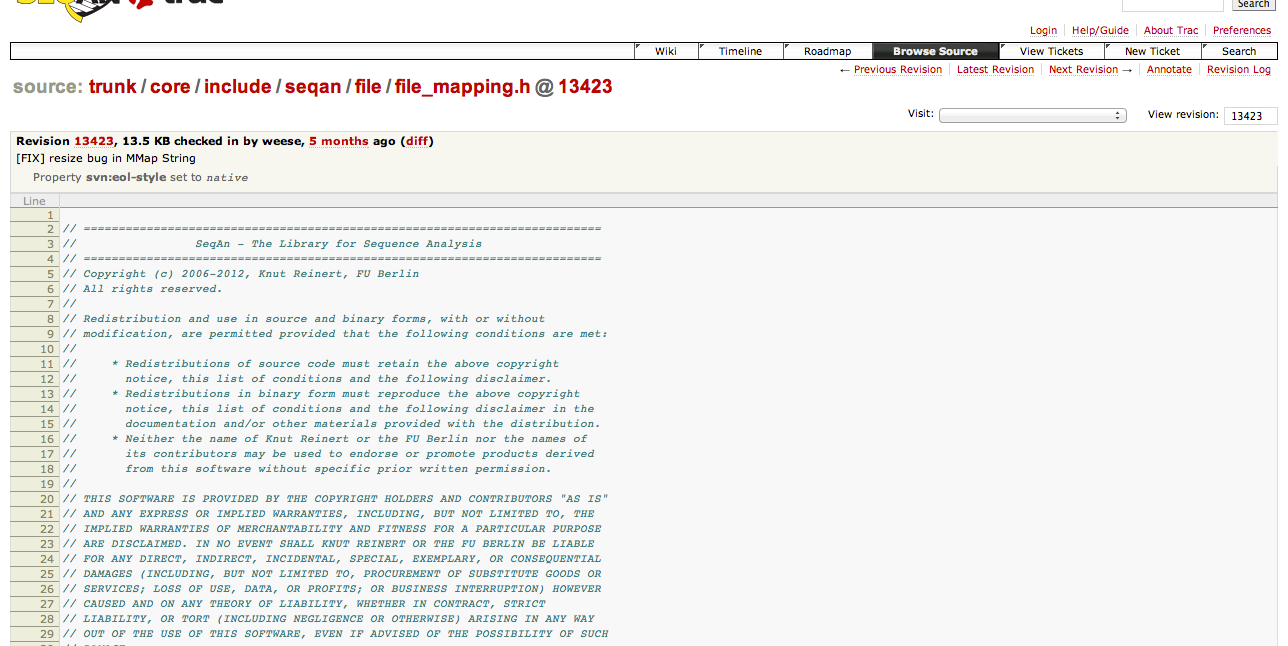 SeqAn trac
Search
Login Help/Guide About Trac Preferences
Wiki Timeline Roadmap Browse Source View Tickets New Ticket Search
← Previous Revision Latest Revision Next Revision → Annotate Revision Log
source: trunk / core / include / seqan / file / file_mapping.h @ 13423
Visit: View revision: 13423
Revision 13423, 13.5 KB checked in by weese, 5 months ago (diff)
[FIX] resize bug in MMap String
Property svn:eol-style set to native
Line
1
2 // ==========================================================================
3 // SeqAn - The Library for Sequence Analysis
4 // ==========================================================================
5 // Copyright (c) 2006-2012, Knut Reinert, FU Berlin
6 // All rights reserved.
7 //
8 // Redistribution and use in source and binary forms, with or without
9 // modification, are permitted provided that the following conditions are met:
10 //
11 // * Redistributions of source code must retain the above copyright
12 // notice, this list of conditions and the following disclaimer.
13 // * Redistributions in binary form must reproduce the above copyright
14 // notice, this list of conditions and the following disclaimer in the
15 // documentation and/or other materials provided with the distribution.
16 // * Neither the name of Knut Reinert or the FU Berlin nor the names of
17 // its contributors may be used to endorse or promote products derived
18 // from this software without specific prior written permission.
19 //
20 // THIS SOFTWARE IS PROVIDED BY THE COPYRIGHT HOLDERS AND CONTRIBUTORS "AS IS"
21 // AND ANY EXPRESS OR IMPLIED WARRANTIES, INCLUDING, BUT NOT LIMITED TO, THE
22 // IMPLIED WARRANTIES OF MERCHANTABILITY AND FITNESS FOR A PARTICULAR PURPOSE
23 // ARE DISCLAIMED. IN NO EVENT SHALL KNUT REINERT OR THE FU BERLIN BE LIABLE
24 // FOR ANY DIRECT, INDIRECT, INCIDENTAL, SPECIAL, EXEMPLARY, OR CONSEQUENTIAL
25 // DAMAGES (INCLUDING, BUT NOT LIMITED TO, PROCUREMENT OF SUBSTITUTE GOODS OR
26 // SERVICES; LOSS OF USE, DATA, OR PROFITS; OR BUSINESS INTERRUPTION) HOWEVER
27 // CAUSED AND ON ANY THEORY OF LIABILITY, WHETHER IN CONTRACT, STRICT
28 // LIABILITY, OR TORT (INCLUDING NEGLIGENCE OR OTHERWISE) ARISING IN ANY WAY
29 // OUT OF THE USE OF THIS SOFTWARE, EVEN IF ADVISED OF THE POSSIBILITY OF SUCH